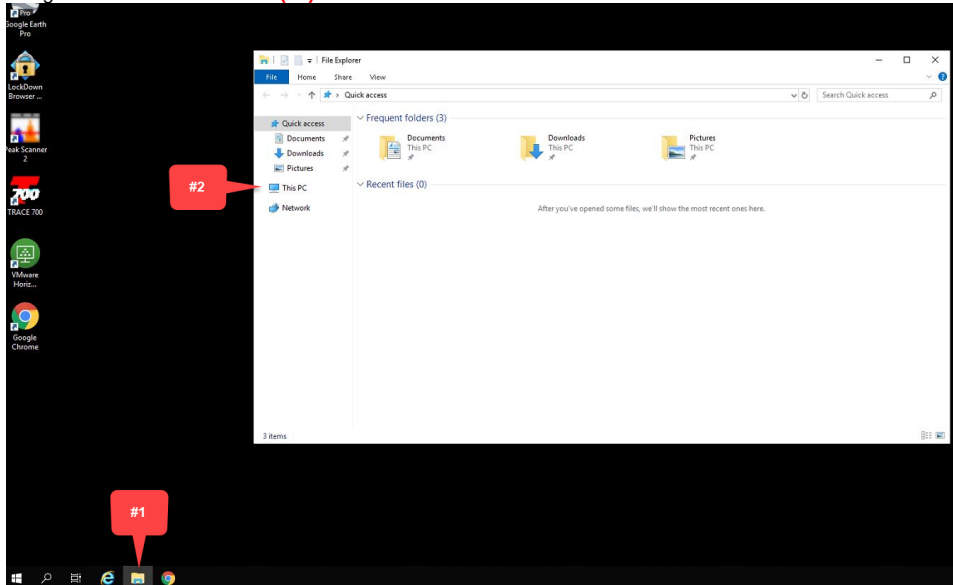 Pro
Google Earth
Pro
LockDown
Browser ...
Peak Scanner
2
700
TRACE 700
VMware
Horiz...
Google
Chrome
File Explorer
File Home Share View
Quick access
Search Quick access
Quick access
Documents
Downloads
Pictures
This PC
Network
Frequent folders (3)
Documents
This PC
Downloads
This PC
Pictures
This PC
Recent files (0)
After you've opened some files, we'll show the most recent ones here.
3 items
#2
#1